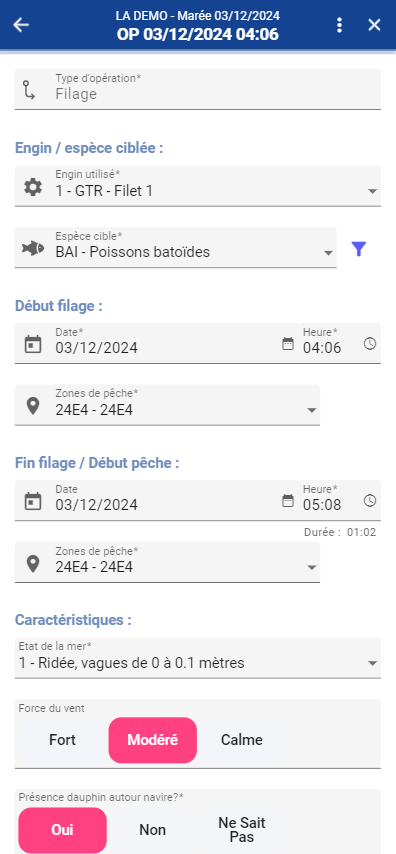 LA DEMO - Marée 03/12/2024
OP 03/12/2024 04:06
Type d'opération*
Filage
Engin / espèce ciblée :
Engin utilisé*
1 - GTR - Filet 1
Espèce cible*
BAI - Poissons batoïdes
Début filage :
Date* Heure*
03/12/2024 04:06
Zones de pêche*
24E4 - 24E4
Fin filage / Début pêche :
Date Heure*
03/12/2024 05:08
Durée : 01:02
Zones de pêche*
24E4 - 24E4
Caractéristiques :
Etat de la mer*
1 - Ridée, vagues de 0 à 0.1 mètres
Force du vent
Fort Modéré Calme
Présence dauphin autour navire?*
Oui Non Ne Sait Pas